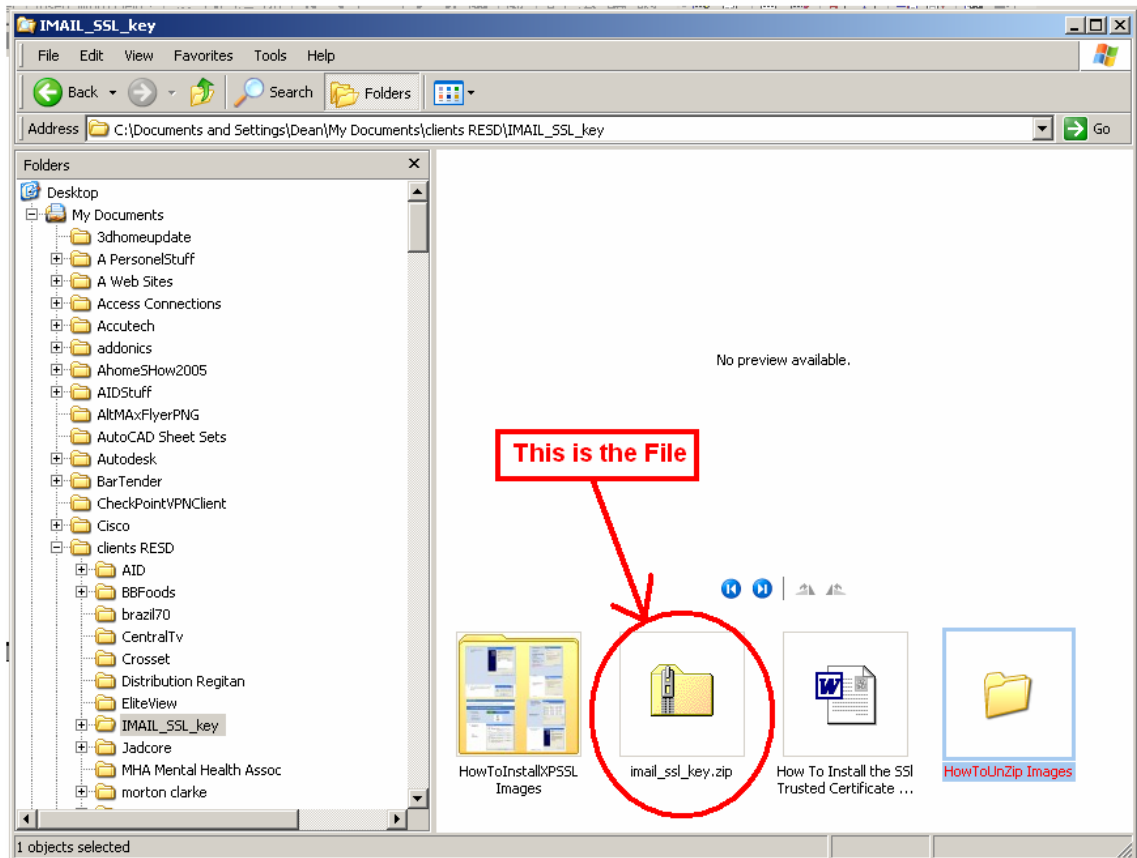 IMAIL_SSL_key
File Edit View Favorites Tools Help
Back Search Folders
Address C:\Documents and Settings\Dean\My Documents\clients RESD\IMAIL_SSL_key Go
Folders
Desktop
My Documents
3dhomeupdate
A PersonelStuff
A Web Sites
Access Connections
Accutech
addonics
AhomeSHow2005
AIDStuff
AltMAxFlyerPNG
AutoCAD Sheet Sets
Autodesk
BarTender
CheckPointVPNClient
Cisco
clients RESD
AID
BBFoods
brazil70
CentralTv
Crosset
Distribution Regitan
EliteView
IMAIL_SSL_key
Jadcore
MHA Mental Health Assoc
morton clarke
No preview available.
This is the File
HowToInstallXPSSL
Images
imail_ssl_key.zip
How To Install the SSl
Trusted Certificate ...
HowToUnZip Images
1 objects selected